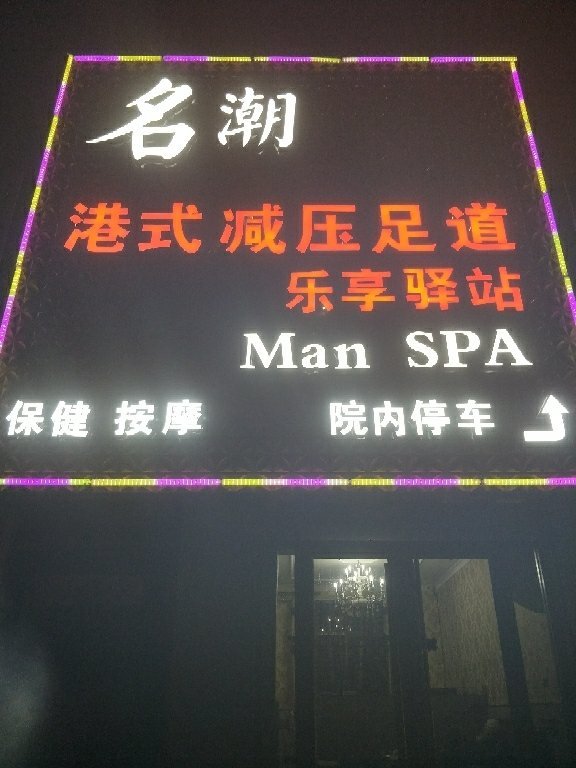 名潮
港式减压足道
乐享驿站
Man SPA
保健 按摩 院内停车